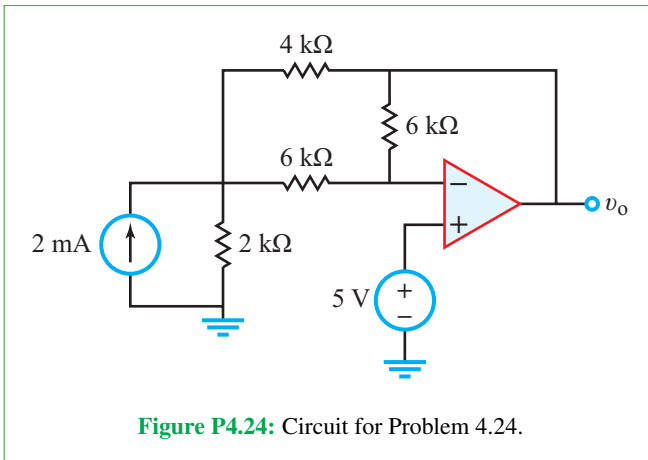 4 kΩ
6 kΩ
6 kΩ
−
vo
+
2 mA
2 kΩ
5 V
+
−
Figure P4.24: Circuit for Problem 4.24.